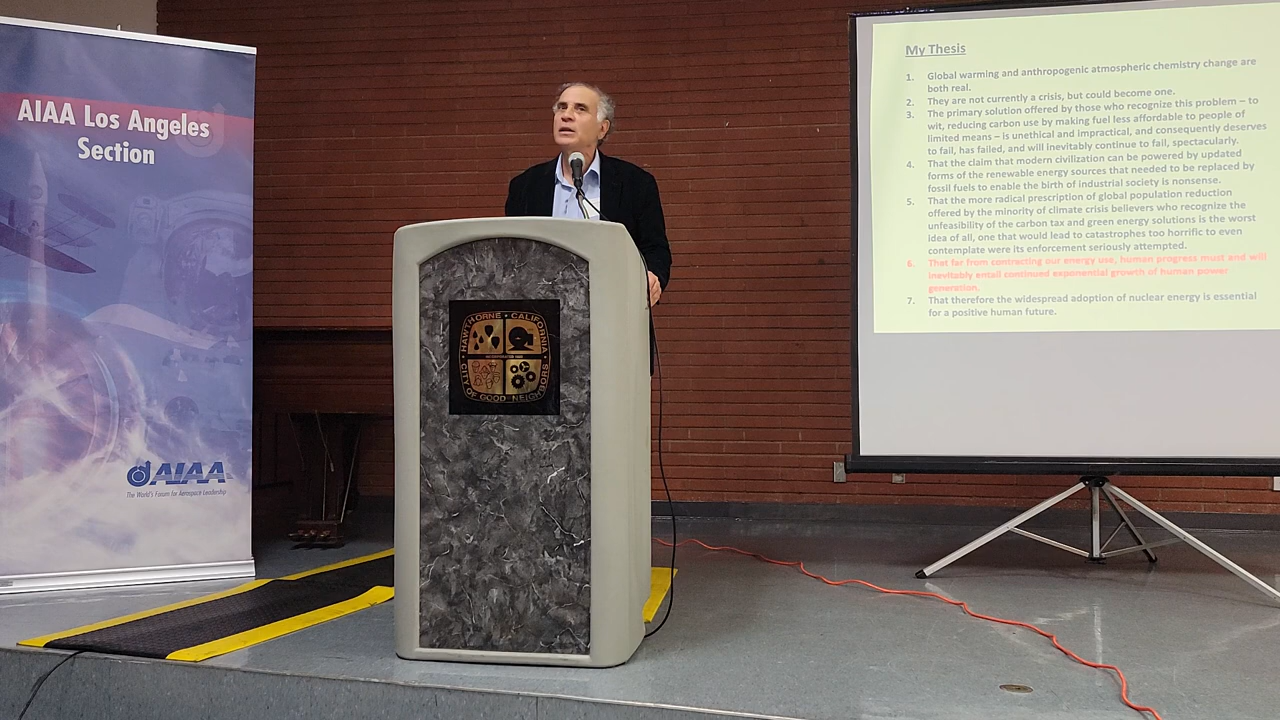 AIAA Los Angeles
Section
AIAA
The World's Forum for Aerospace Leadership
HAWTHORNE • CALIFORNIA
CITY OF GOOD NEIGHBORS
My Thesis
1. Global warming and anthropogenic atmospheric chemistry change are
both real.
2. They are not currently a crisis, but could become one.
3. The primary solution offered by those who recognize this problem – to
wit, reducing carbon use by making fuel less affordable to people of
limited means – is unethical and impractical, and consequently deserves
to fail, has failed, and will inevitably continue to fail, spectacularly.
4. That the claim that modern civilization can be powered by updated
forms of the renewable energy sources that needed to be replaced by
fossil fuels to enable the birth of industrial society is nonsense.
5. That the more radical prescription of global population reduction
offered by the minority of climate crisis believers who recognize the
unfeasibility of the carbon tax and green energy solutions is the worst
idea of all, one that would lead to catastrophes too horrific to even
contemplate were its enforcement seriously attempted.
6. That far from contracting our energy use, human progress must and will
inevitably entail continued exponential growth of human power
generation,
7. That therefore the widespread adoption of nuclear energy is essential
for a positive human future.